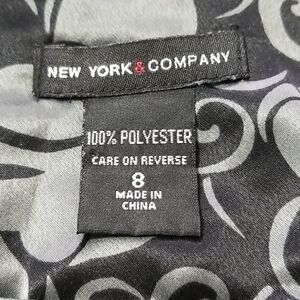 NEW YORK & COMPANY
100% POLYESTER
CARE ON REVERSE
8
MADE IN
CHINA